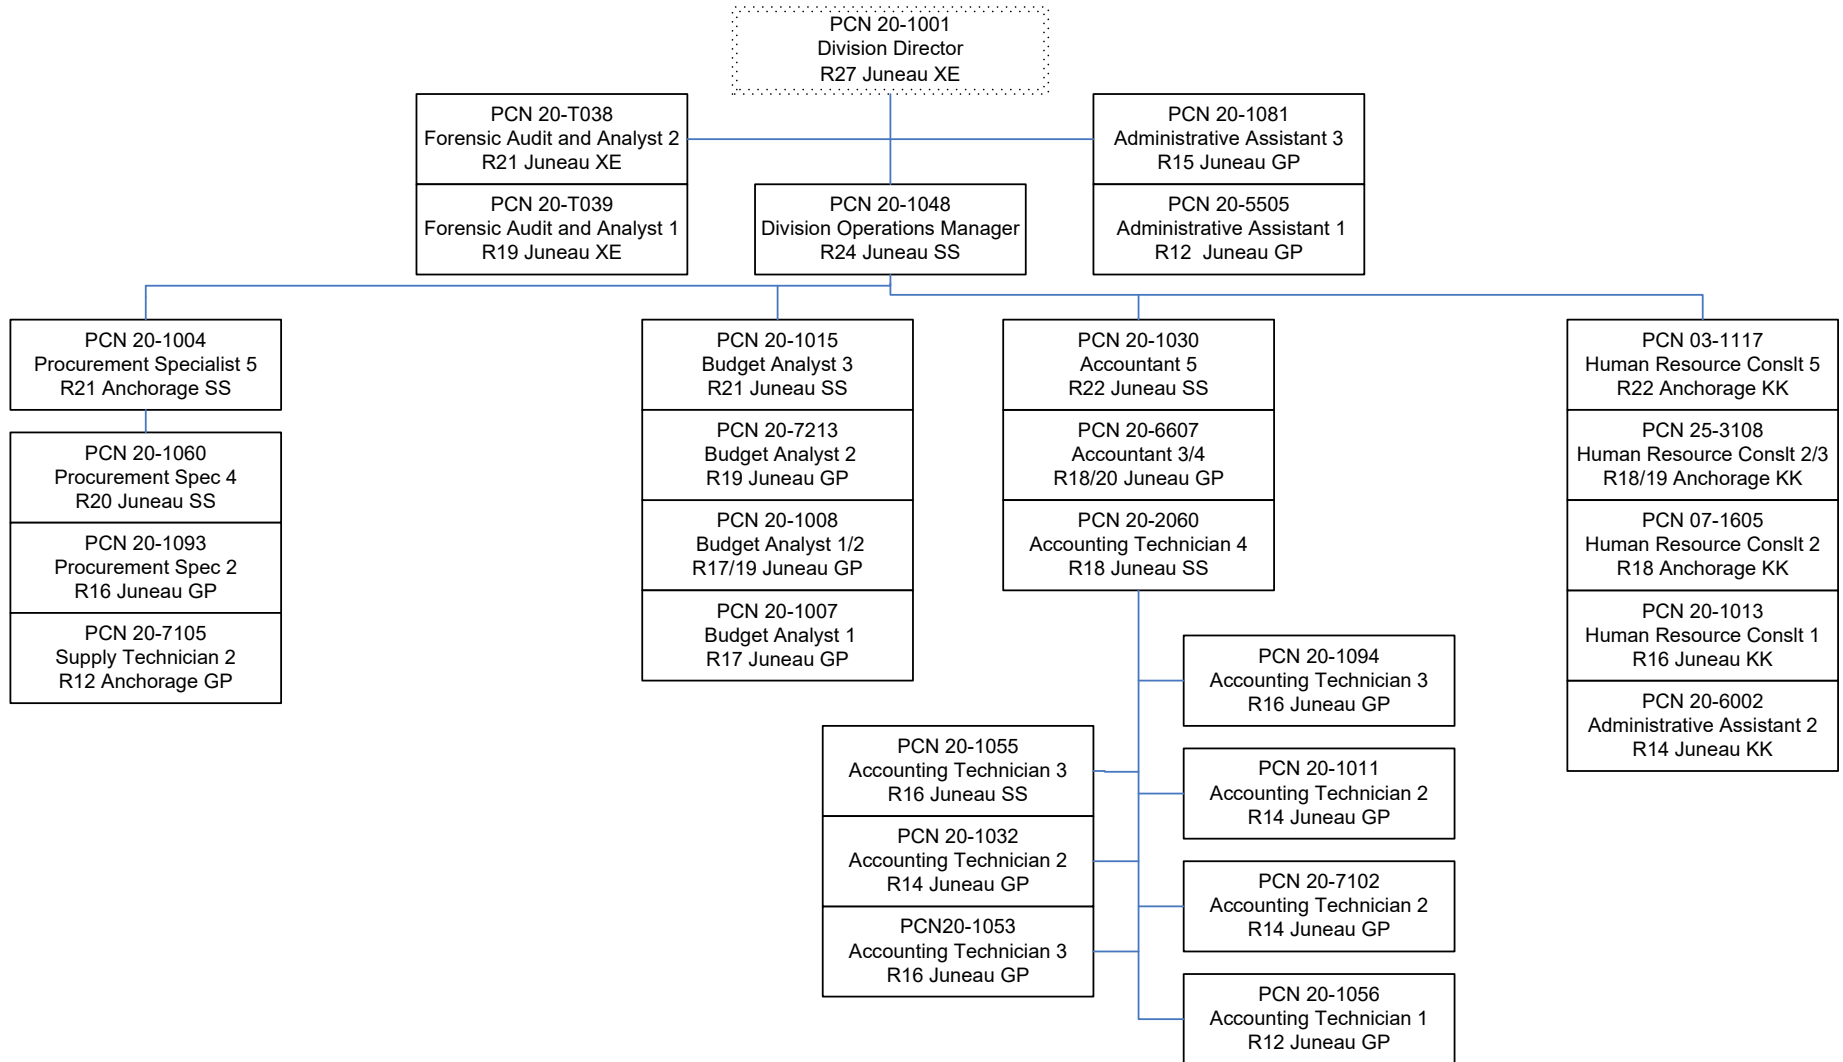 PCN 20-1001
Division Director
R27 Juneau XE
PCN 20-T038
Forensic Audit and Analyst 2
R21 Juneau XE
PCN 20-T039
Forensic Audit and Analyst 1
R19 Juneau XE
PCN 20-1081
Administrative Assistant 3
R15 Juneau GP
PCN 20-5505
Administrative Assistant 1
R12 Juneau GP
PCN 20-1048
Division Operations Manager
R24 Juneau SS
PCN 20-1004
Procurement Specialist 5
R21 Anchorage SS
PCN 20-1060
Procurement Spec 4
R20 Juneau SS
PCN 20-1093
Procurement Spec 2
R16 Juneau GP
PCN 20-7105
Supply Technician 2
R12 Anchorage GP
PCN 20-1015
Budget Analyst 3
R21 Juneau SS
PCN 20-7213
Budget Analyst 2
R19 Juneau GP
PCN 20-1008
Budget Analyst 1/2
R17/19 Juneau GP
PCN 20-1007
Budget Analyst 1
R17 Juneau GP
PCN 20-1030
Accountant 5
R22 Juneau SS
PCN 20-6607
Accountant 3/4
R18/20 Juneau GP
PCN 20-2060
Accounting Technician 4
R18 Juneau SS
PCN 20-1055
Accounting Technician 3
R16 Juneau SS
PCN 20-1032
Accounting Technician 2
R14 Juneau GP
PCN20-1053
Accounting Technician 3
R16 Juneau GP
PCN 20-1094
Accounting Technician 3
R16 Juneau GP
PCN 20-1011
Accounting Technician 2
R14 Juneau GP
PCN 20-7102
Accounting Technician 2
R14 Juneau GP
PCN 20-1056
Accounting Technician 1
R12 Juneau GP
PCN 03-1117
Human Resource Conslt 5
R22 Anchorage KK
PCN 25-3108
Human Resource Conslt 2/3
R18/19 Anchorage KK
PCN 07-1605
Human Resource Conslt 2
R18 Anchorage KK
PCN 20-1013
Human Resource Conslt 1
R16 Juneau KK
PCN 20-6002
Administrative Assistant 2
R14 Juneau KK